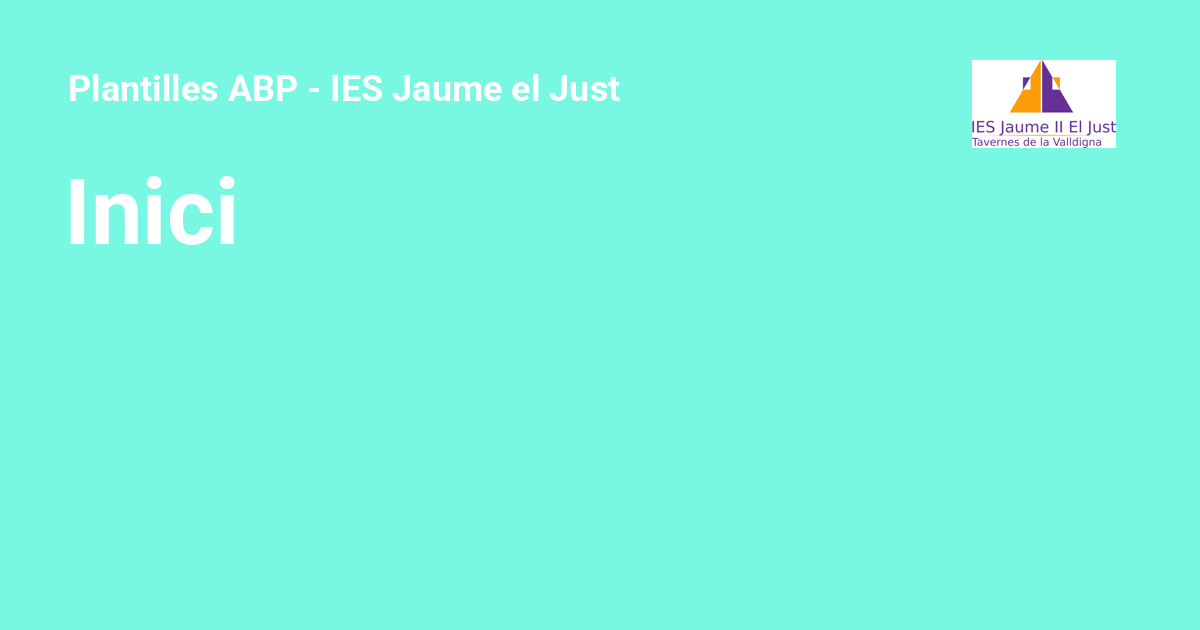 Plantilles ABP - IES Jaume el Just
IES Jaume II El Just
Tavernes de la Valldigna
Inici